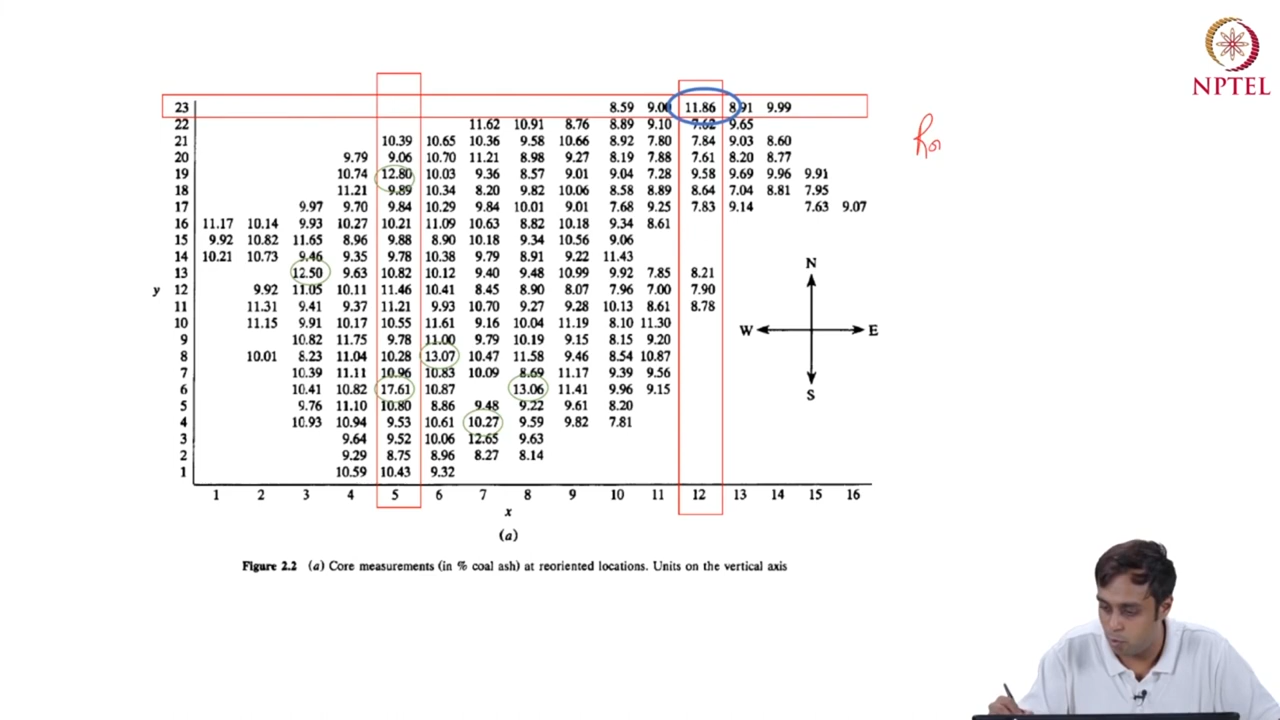 NPTEL
23 8.59 9.00 11.86 8.91 9.99
22 11.62 10.91 8.76 8.89 9.10 7.62 9.65
21 10.39 10.65 10.36 9.58 10.66 8.92 7.80 7.84 9.03 8.60
20 9.79 9.06 10.70 11.21 8.98 9.27 8.19 7.88 7.61 8.20 8.77
19 10.74 12.80 10.03 9.36 8.57 9.01 9.04 7.28 9.58 9.69 9.96 9.91
18 11.21 9.89 10.34 8.20 9.82 10.06 8.58 8.89 8.64 7.04 8.81 7.95
17 9.97 9.70 9.84 10.29 9.84 10.01 9.01 7.68 9.25 7.83 9.14 7.63 9.07
16 11.17 10.14 9.93 10.27 10.21 11.09 10.63 8.82 10.18 9.34 8.61
15 9.92 10.82 11.65 8.96 9.88 8.90 10.18 9.34 10.56 9.06
14 10.21 10.73 9.46 9.35 9.78 10.38 9.79 8.91 9.22 11.43
13 12.50 9.63 10.82 10.12 9.40 9.48 10.99 9.92 7.85 8.21
y 12 9.92 11.05 10.11 11.46 10.41 8.45 8.90 8.07 7.96 7.00 7.90
11 11.31 9.41 9.37 11.21 9.93 10.70 9.27 9.28 10.13 8.61 8.78
10 11.15 9.91 10.17 10.55 11.61 9.16 10.04 11.19 8.10 11.30
9 10.82 11.75 9.78 11.00 9.79 10.19 9.15 8.15 9.20
8 10.01 8.23 11.04 10.28 13.07 10.47 11.58 9.46 8.54 10.87
7 10.39 11.11 10.96 10.83 10.09 8.69 11.17 9.39 9.56
6 10.41 10.82 17.61 10.87 13.06 11.41 9.96 9.15
5 9.76 11.10 10.80 8.86 9.48 9.22 9.61 8.20
4 10.93 10.94 9.53 10.61 10.27 9.59 9.82 7.81
3 9.64 9.52 10.06 12.65 9.63
2 9.29 8.75 8.96 8.27 8.14
1 10.59 10.43 9.32
1 2 3 4 5 6 7 8 9 10 11 12 13 14 15 16
x
(a)
N
W E
S
Figure 2.2 (a) Core measurements (in % coal ash) at reoriented locations. Units on the vertical axis